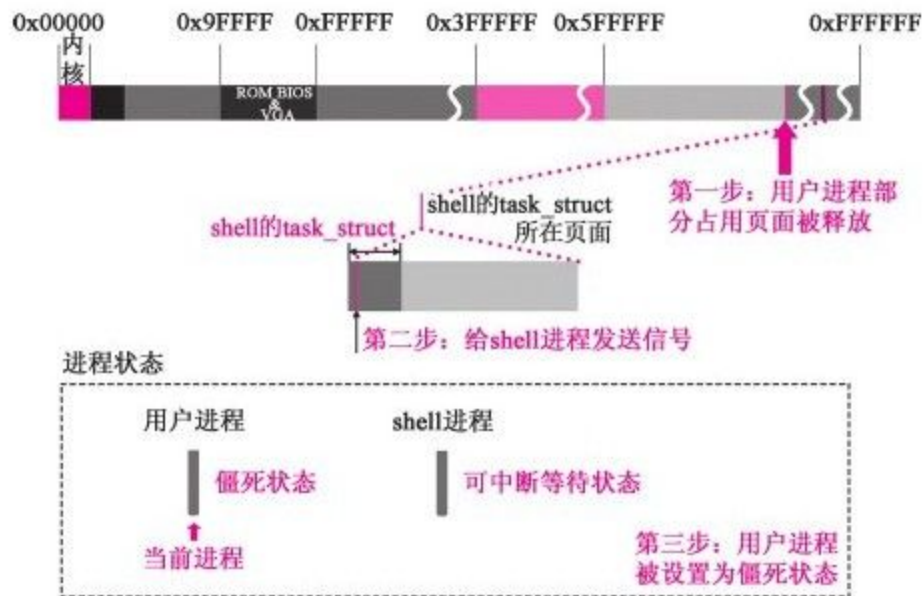 0x00000 0x9FFFF 0xFFFFF 0x3FFFFF 0x5FFFFF 0xFFFFFF
内
核
ROM BIOS
&
VGA
第一步：用户进程部
分占用页面被释放
shell的task_struct
所在页面
shell的task_struct
第二步：给shell进程发送信号
进程状态
用户进程 shell进程
僵死状态 可中断等待状态
当前进程
第三步：用户进程
被设置为僵死状态